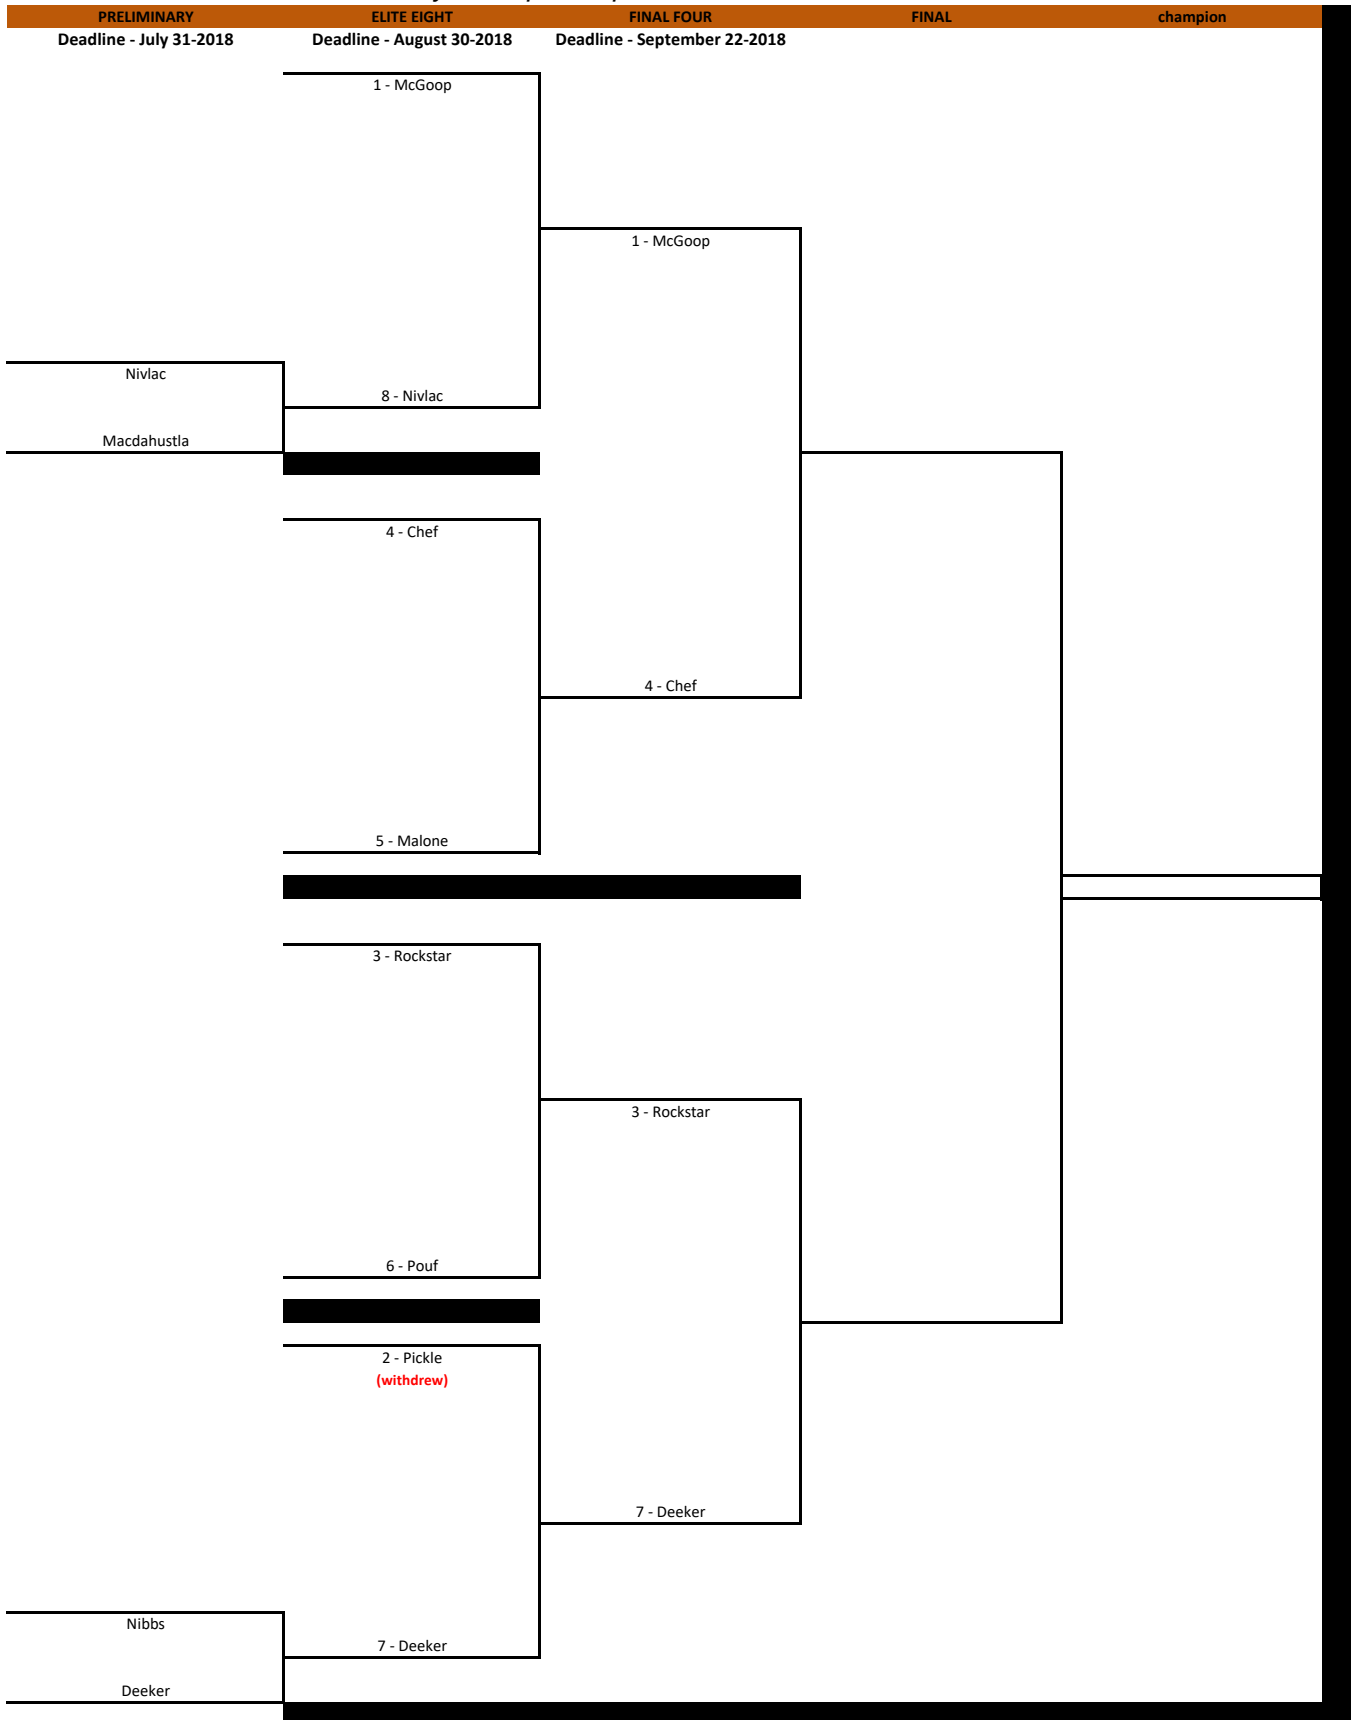 PRELIMINARY ELITE EIGHT FINAL FOUR FINAL champion
Deadline - July 31-2018 Deadline - August 30-2018 Deadline - September 22-2018
1 - McGoop
1 - McGoop
Nivlac
8 - Nivlac
Macdahustla
4 - Chef
4 - Chef
5 - Malone
3 - Rockstar
3 - Rockstar
6 - Pouf
2 - Pickle
(withdrew)
7 - Deeker
Nibbs
7 - Deeker
Deeker